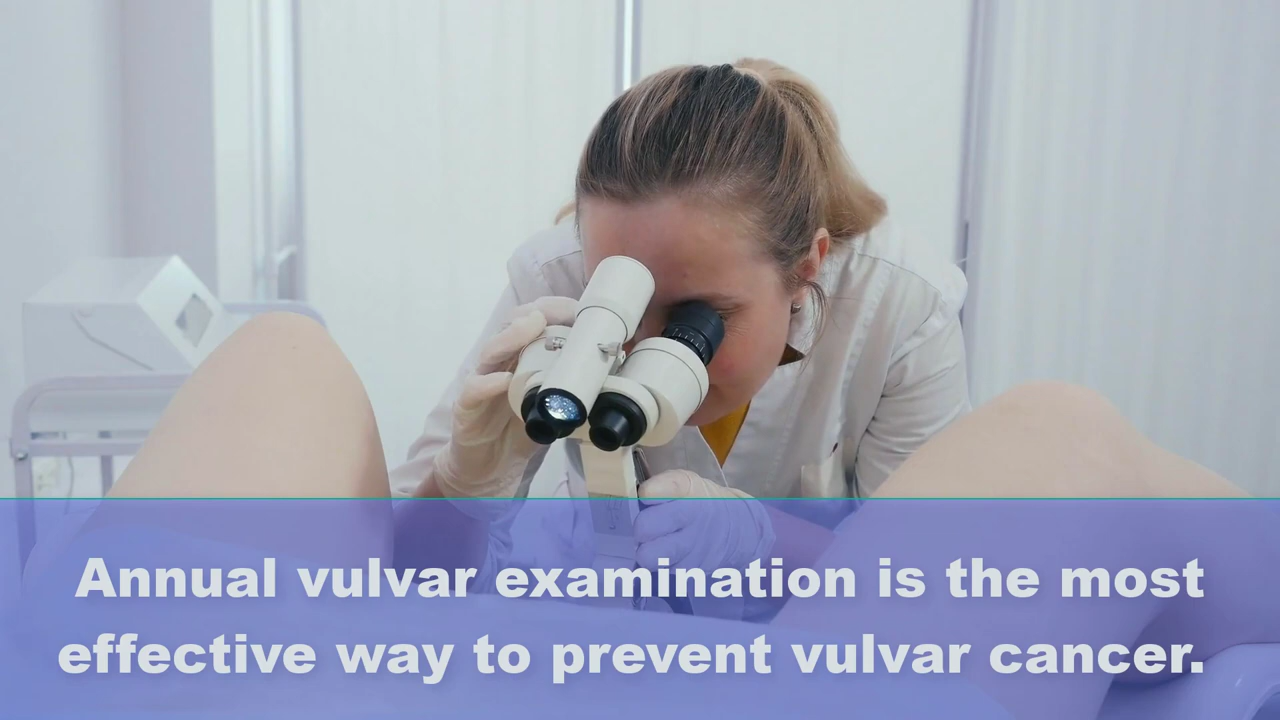 Annual vulvar examination is the most
effective way to prevent vulvar cancer.